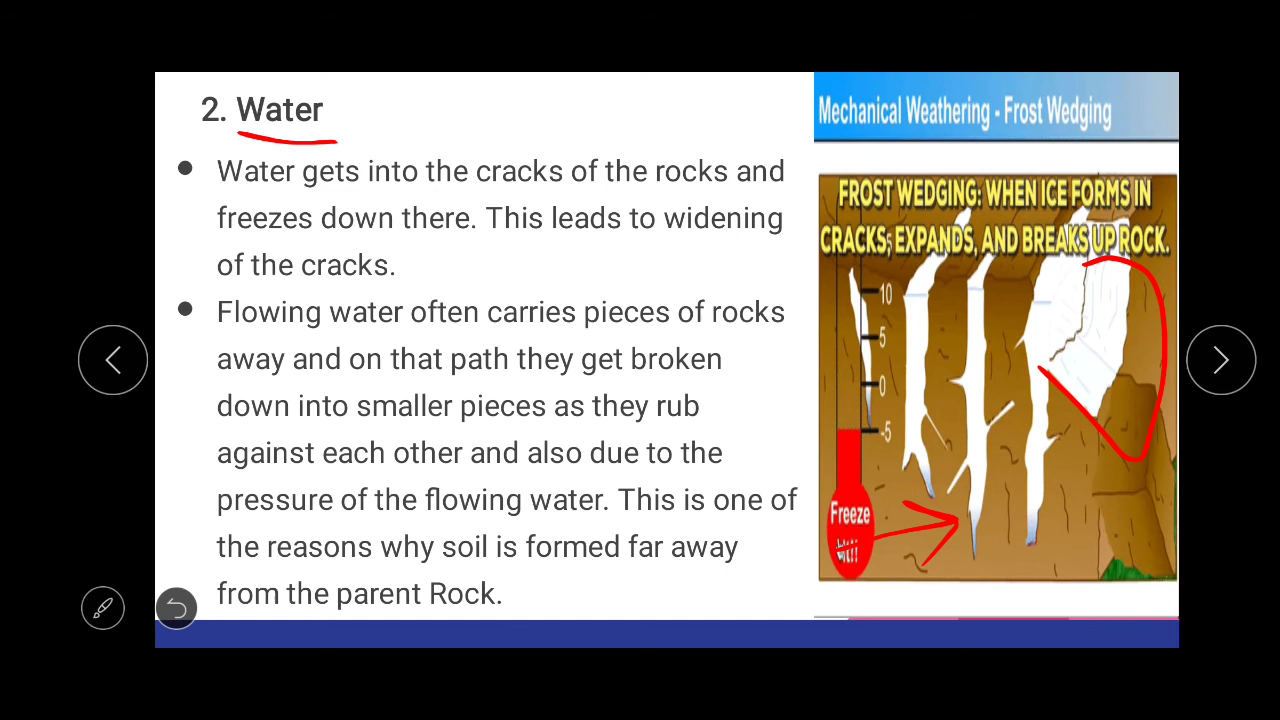 2. Water
Water gets into the cracks of the rocks and
freezes down there. This leads to widening
of the cracks.
Flowing water often carries pieces of rocks
away and on that path they get broken
down into smaller pieces as they rub
against each other and also due to the
pressure of the flowing water. This is one of
the reasons why soil is formed far away
from the parent Rock.
Mechanical Weathering - Frost Wedging
FROST WEDGING: WHEN ICE FORMS IN
CRACKS, EXPANDS, AND BREAKS UP ROCK.
10
5
0
-5
Freeze